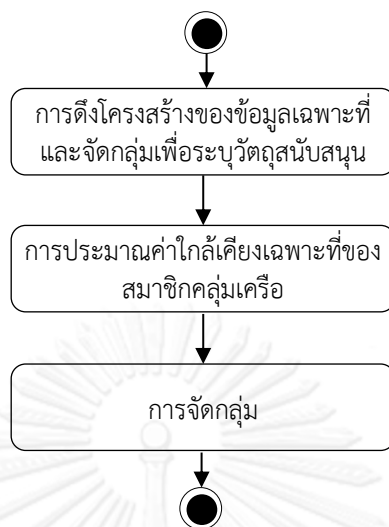 การดึงโครงสร้างของข้อมูลเฉพาะที่
และจัดกลุ่มเพื่อระบุวัตถุสนับสนุน
การประมาณค่าใกล้เคียงเฉพาะที่ของ
สมาชิกคลุ่มเครือ
การจัดกลุ่ม